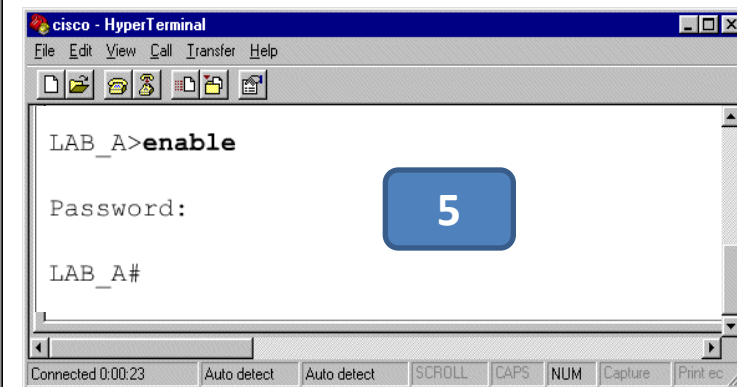 cisco - HyperTerminal
File Edit View Call Transfer Help
LAB_A>enable
Password:
5
LAB_A#
Connected 0:00:23 Auto detect Auto detect SCROLL CAPS NUM Capture Print ec